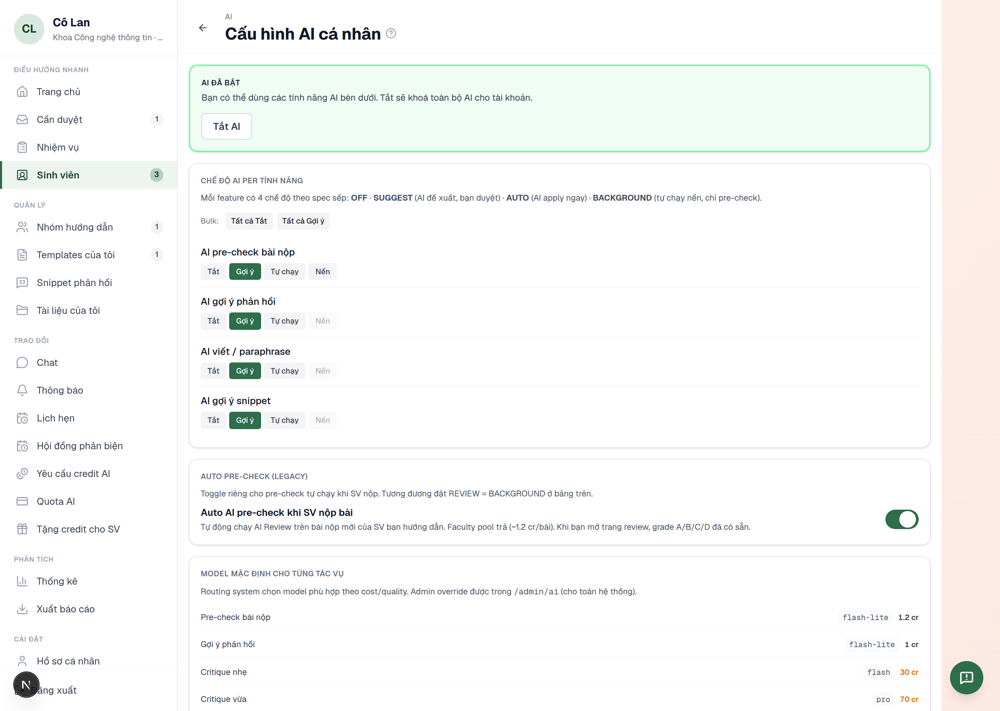 CL
Cô Lan
Khoa Công nghệ thông tin · ...
ĐIỀU HƯỚNG NHANH
Trang chủ
Cần duyệt 1
Nhiệm vụ
Sinh viên 3
QUẢN LÝ
Nhóm hướng dẫn 1
Templates của tôi 1
Snippet phản hồi
Tài liệu của tôi
TRAO ĐỔI
Chat
Thông báo
Lịch hẹn
Hội đồng phản biện
Yêu cầu credit AI
Quota AI
Tặng credit cho SV
PHÂN TÍCH
Thống kê
Xuất báo cáo
CÀI ĐẶT
Hồ sơ cá nhân
N
Đăng xuất
AI
Cấu hình AI cá nhân
AI ĐÃ BẬT
Bạn có thể dùng các tính năng AI bên dưới. Tắt sẽ khoá toàn bộ AI cho tài khoản.
Tắt AI
CHẾ ĐỘ AI PER TÍNH NĂNG
Mỗi feature có 4 chế độ theo spec sếp: OFF · SUGGEST (AI đề xuất, bạn duyệt) · AUTO (AI apply ngay) · BACKGROUND (tự chạy nền, chỉ pre-check).
Bulk: Tất cả Tắt Tất cả Gợi ý
AI pre-check bài nộp
Tắt Gợi ý Tự chạy Nền
AI gợi ý phản hồi
Tắt Gợi ý Tự chạy Nền
AI viết / paraphrase
Tắt Gợi ý Tự chạy Nền
AI gợi ý snippet
Tắt Gợi ý Tự chạy Nền
AUTO PRE-CHECK (LEGACY)
Toggle riêng cho pre-check tự chạy khi SV nộp. Tương đương đặt REVIEW = BACKGROUND ở bảng trên.
Auto AI pre-check khi SV nộp bài
Tự động chạy AI Review trên bài nộp mới của SV bạn hướng dẫn. Faculty pool trả (~1.2 cr/bài). Khi bạn mở trang review, grade A/B/C/D đã có sẵn.
MODEL MẶC ĐỊNH CHO TỪNG TÁC VỤ
Routing system chọn model phù hợp theo cost/quality. Admin override được trong /admin/ai (cho toàn hệ thống).
Pre-check bài nộp flash-lite 1.2 cr
Gợi ý phản hồi flash-lite 1 cr
Critique nhẹ flash 30 cr
Critique vừa pro 70 cr